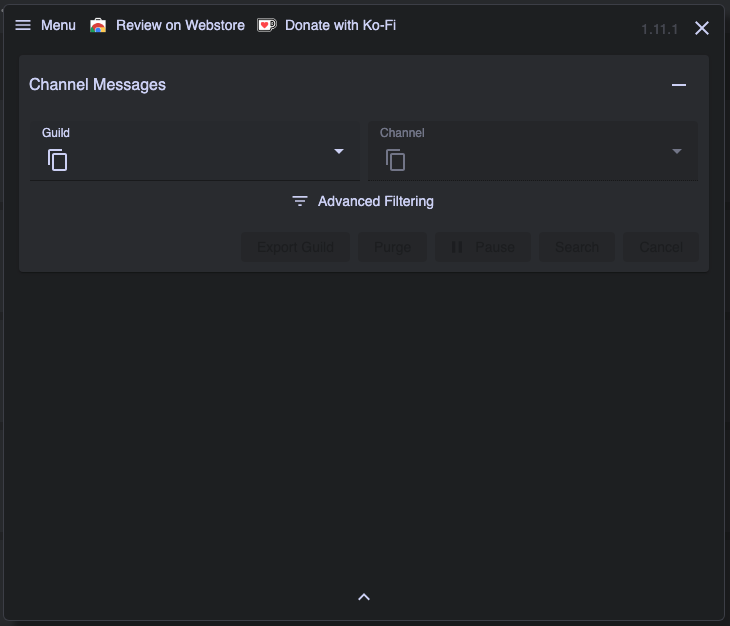 Menu Review on Webstore Donate with Ko-Fi 1.11.1
Channel Messages
Guild Channel
Advanced Filtering
Export Guild Purge Pause Search Cancel